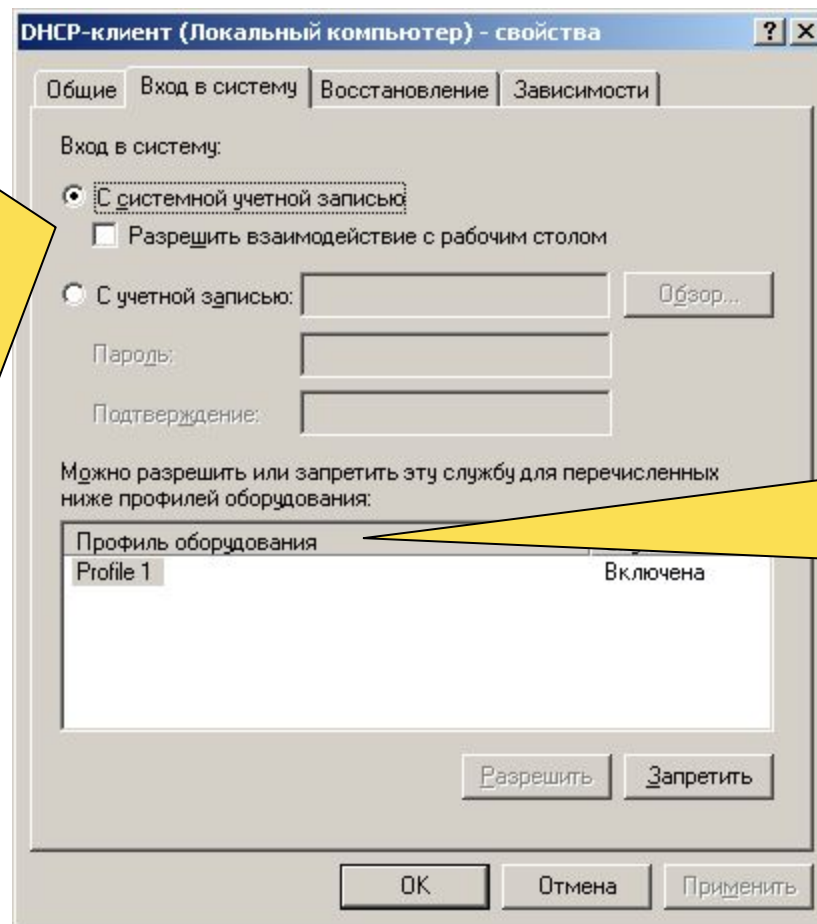 DHCP-клиент (Локальный компьютер) - свойства
Общие Вход в систему Восстановление Зависимости
Вход в систему:
С системной учетной записью
Разрешить взаимодействие с рабочим столом
С учетной записью: Обзор...
Пароль:
Подтверждение:
Можно разрешить или запретить эту службу для перечисленных
ниже профилей оборудования:
Профиль оборудования
Profile 1 Включена
Разрешить Запретить
OK Отмена Применить